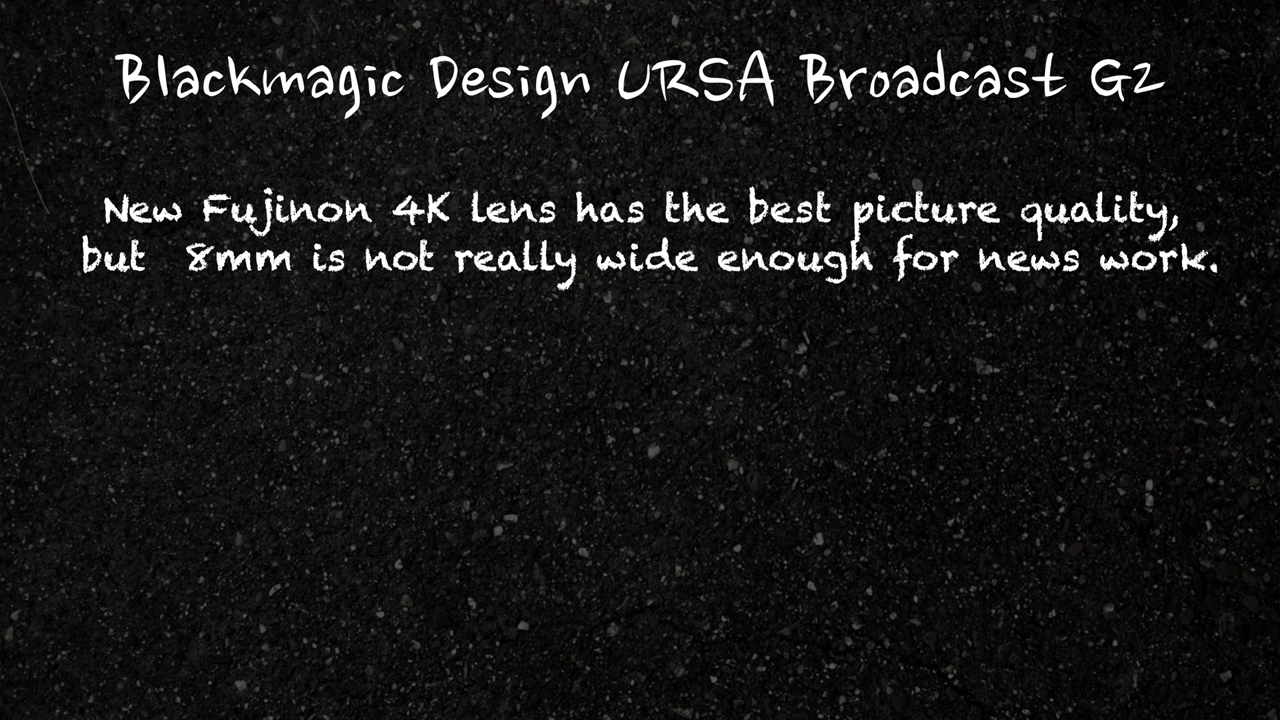 Blackmagic Design URSA Broadcast G2
New Fujinon 4K lens has the best picture quality,
but 8mm is not really wide enough for news work.